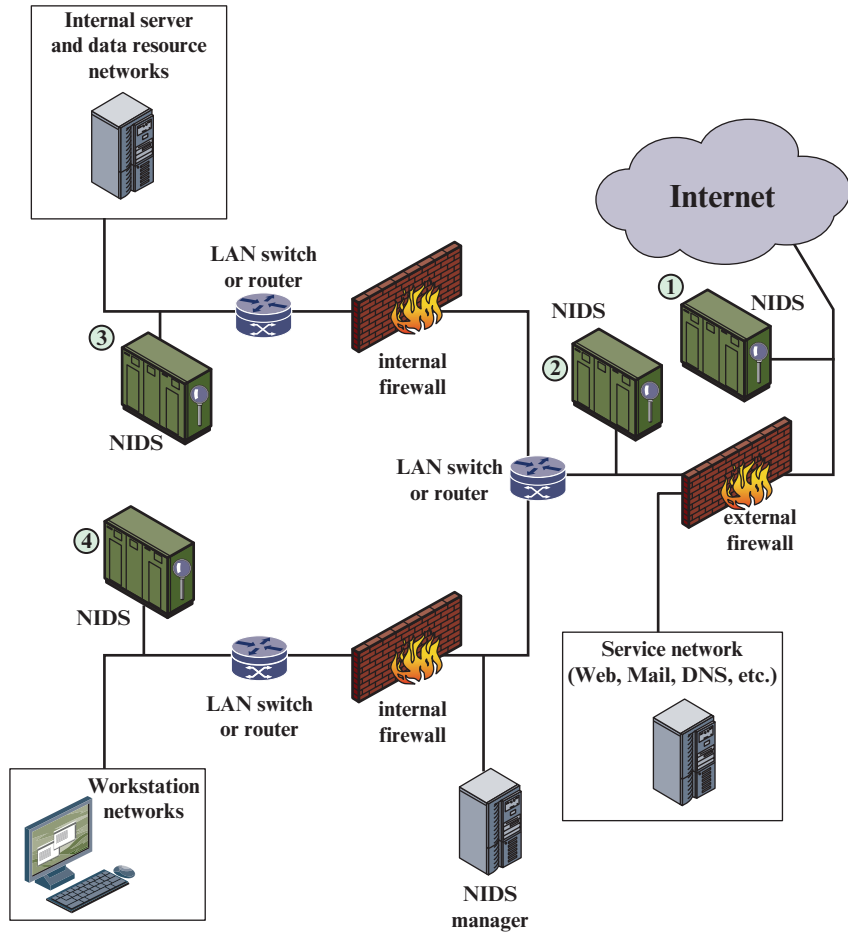 Internal server
and data resource
networks
Internet
LAN switch
or router
1
NIDS
NIDS
3
internal
firewall
2
NIDS
LAN switch
or router
external
firewall
4
NIDS
Service network
(Web, Mail, DNS, etc.)
LAN switch
or router
internal
firewall
Workstation
networks
NIDS
manager